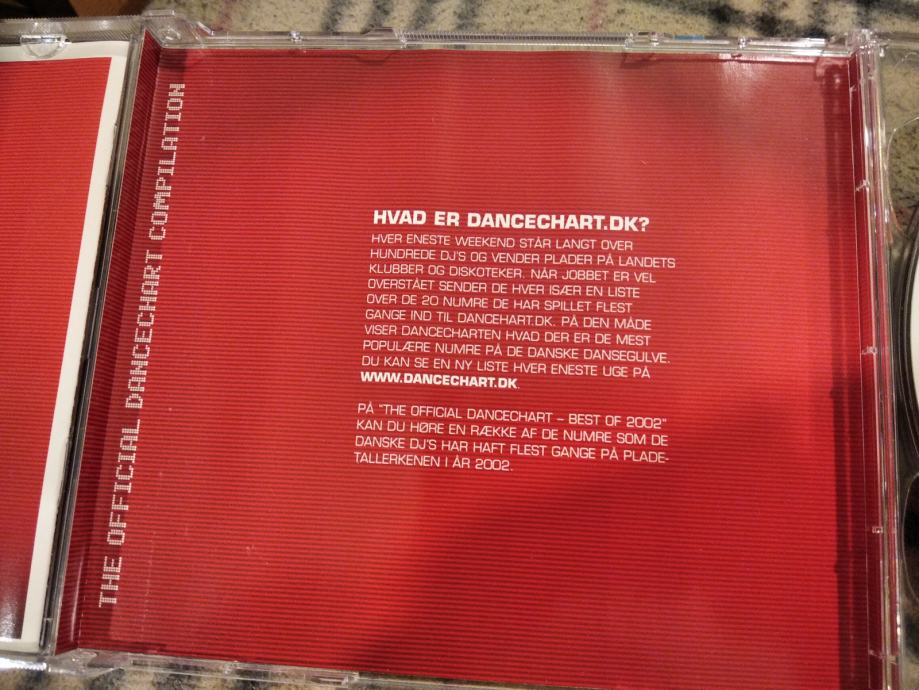 THE OFFICIAL DANCECHART COMPILATION
HVAD ER DANCECHART.DK?
HVER ENESTE WEEKEND STÅR LANGT OVER
HUNDREDE DJ'S OG VENDER PLADER PÅ LANDETS
KLUBBER OG DISKOTEKER. NÅR JOBBET ER VEL
OVERSTÅET SENDER DE HVER ISÆR EN LISTE
OVER DE 20 NUMRE DE HAR SPILLET FLEST
GANGE IND TIL DANCEHART.DK. PÅ DEN MÅDE
VISER DANCECHARTEN HVAD DER ER DE MEST
POPULÆRE NUMRE PÅ DE DANSKE DANSEGULVE.
DU KAN SE EN NY LISTE HVER ENESTE UGE PÅ
WWW.DANCECHART.DK.
PÅ "THE OFFICIAL DANCECHART – BEST OF 2002"
KAN DU HØRE EN RÆKKE AF DE NUMRE SOM DE
DANSKE DJ'S HAR HAFT FLEST GANGE PÅ PLADE-
TALLERKENEN I ÅR 2002.